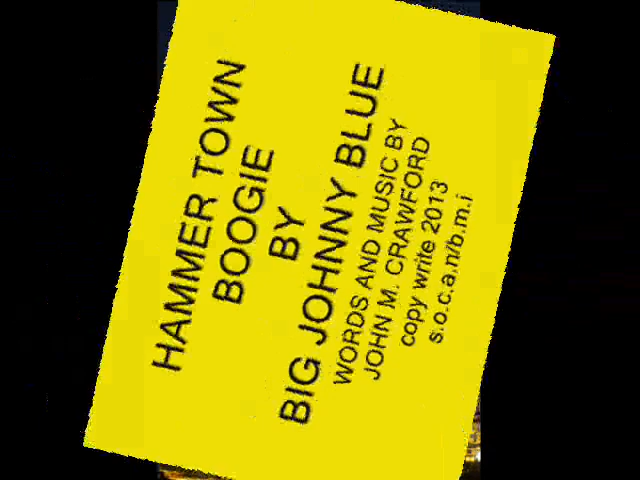 HAMMER TOWN
BOOGIE
BY
BIG JOHNNY BLUE
WORDS AND MUSIC BY
JOHN M. CRAWFORD
copy write 2013
s.o.c.a.n/b.m.i